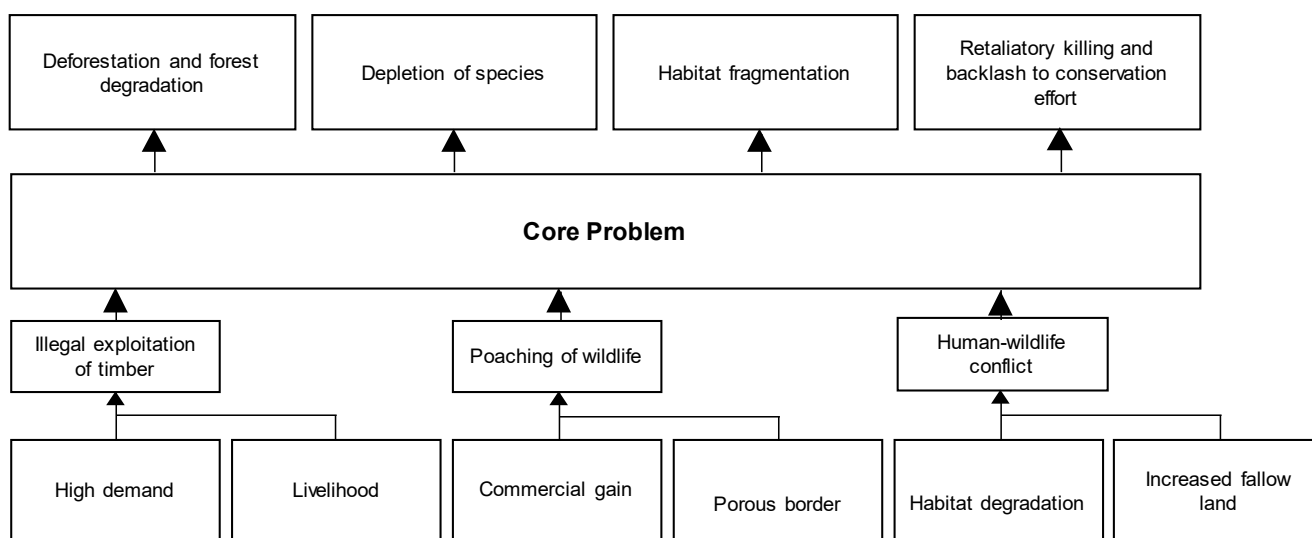 Deforestation and forest
degradation
Depletion of species
Habitat fragmentation
Retaliatory killing and
backlash to conservation
effort
Core Problem
Illegal exploitation
of timber
Poaching of wildlife
Human-wildlife
conflict
High demand
Livelihood
Commercial gain
Porous border
Habitat degradation
Increased fallow
land